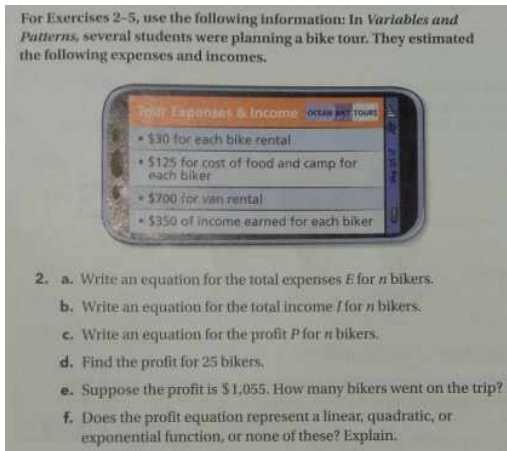 For Exercises 2–5, use the following information: In Variables and
Patterns, several students were planning a bike tour. They estimated
the following expenses and incomes.
Tour Expenses & Income OCEAN BIKE TOURS
• $30 for each bike rental
• $125 for cost of food and camp for
each biker
• $700 for van rental
• $350 of income earned for each biker
2. a. Write an equation for the total expenses E for n bikers.
b. Write an equation for the total income I for n bikers.
c. Write an equation for the profit P for n bikers.
d. Find the profit for 25 bikers.
e. Suppose the profit is $1,055. How many bikers went on the trip?
f. Does the profit equation represent a linear, quadratic, or
exponential function, or none of these? Explain.